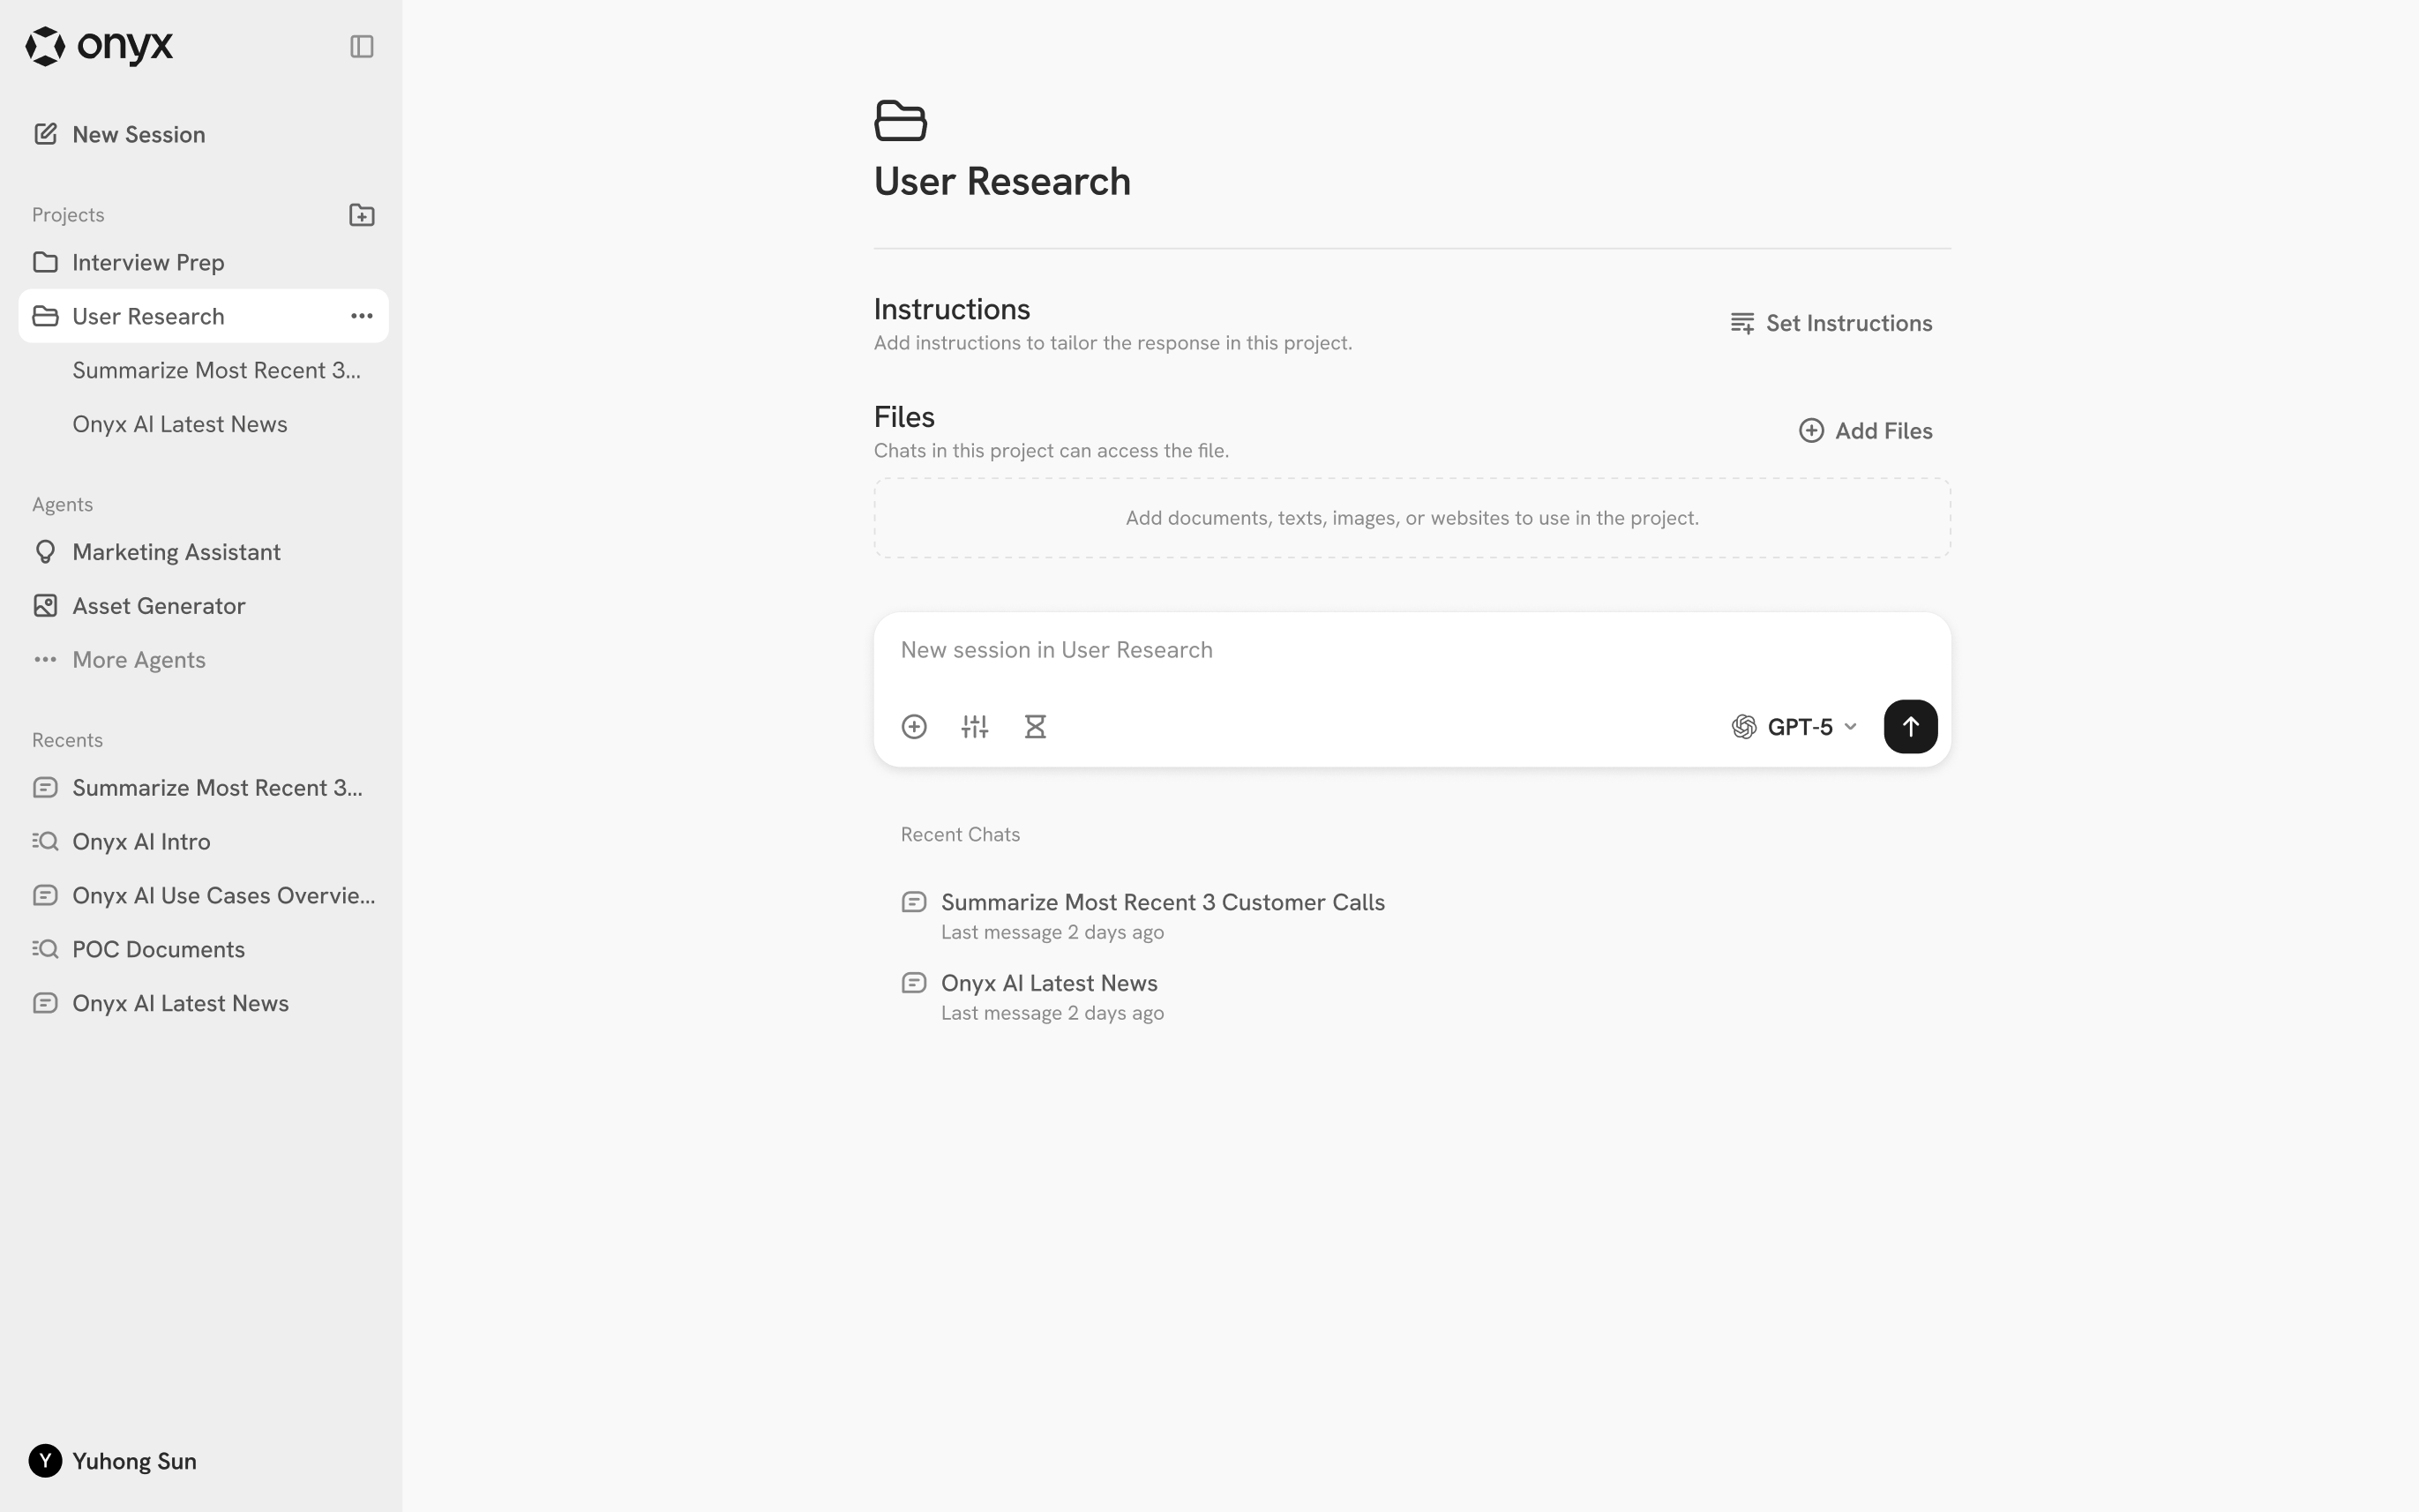 onyx
New Session
Projects
Interview Prep
User Research
Summarize Most Recent 3...
Onyx AI Latest News
Agents
Marketing Assistant
Asset Generator
More Agents
Recents
Summarize Most Recent 3...
Onyx AI Intro
Onyx AI Use Cases Overvie...
POC Documents
Onyx AI Latest News
Y Yuhong Sun
User Research
Instructions
Add instructions to tailor the response in this project.
Set Instructions
Files
Chats in this project can access the file.
Add Files
Add documents, texts, images, or websites to use in the project.
New session in User Research
GPT-5
Recent Chats
Summarize Most Recent 3 Customer Calls
Last message 2 days ago
Onyx AI Latest News
Last message 2 days ago